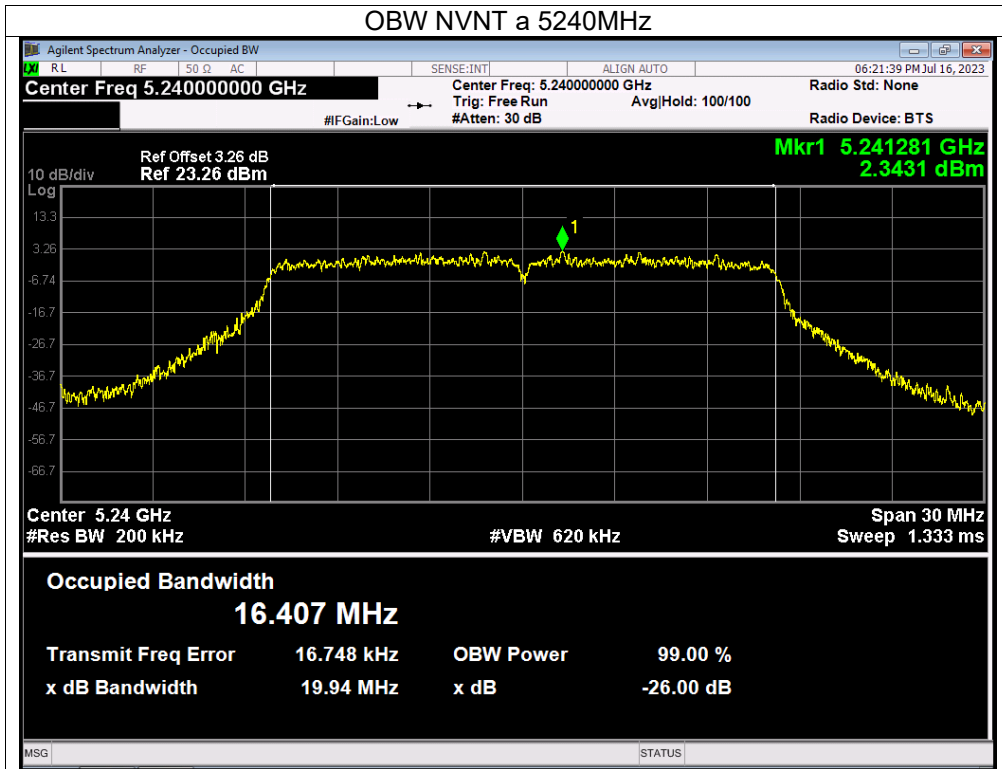 OBW NVNT a 5240MHz
Agilent Spectrum Analyzer - Occupied BW
LXI RL RF 50 Ω AC SENSE:INT ALIGN AUTO 06:21:39 PM Jul 16, 2023
Center Freq 5.240000000 GHz Center Freq: 5.240000000 GHz Radio Std: None
Trig: Free Run Avg|Hold: 100/100
#IFGain:Low #Atten: 30 dB Radio Device: BTS
Ref Offset 3.26 dB Mkr1 5.241281 GHz
10 dB/div Ref 23.26 dBm 2.3431 dBm
Log
13.3
1
3.26
-6.74
-16.7
-26.7
-36.7
-46.7
-56.7
-66.7
Center 5.24 GHz Span 30 MHz
#Res BW 200 kHz #VBW 620 kHz Sweep 1.333 ms
Occupied Bandwidth
16.407 MHz
Transmit Freq Error 16.748 kHz OBW Power 99.00 %
x dB Bandwidth 19.94 MHz x dB -26.00 dB
MSG STATUS